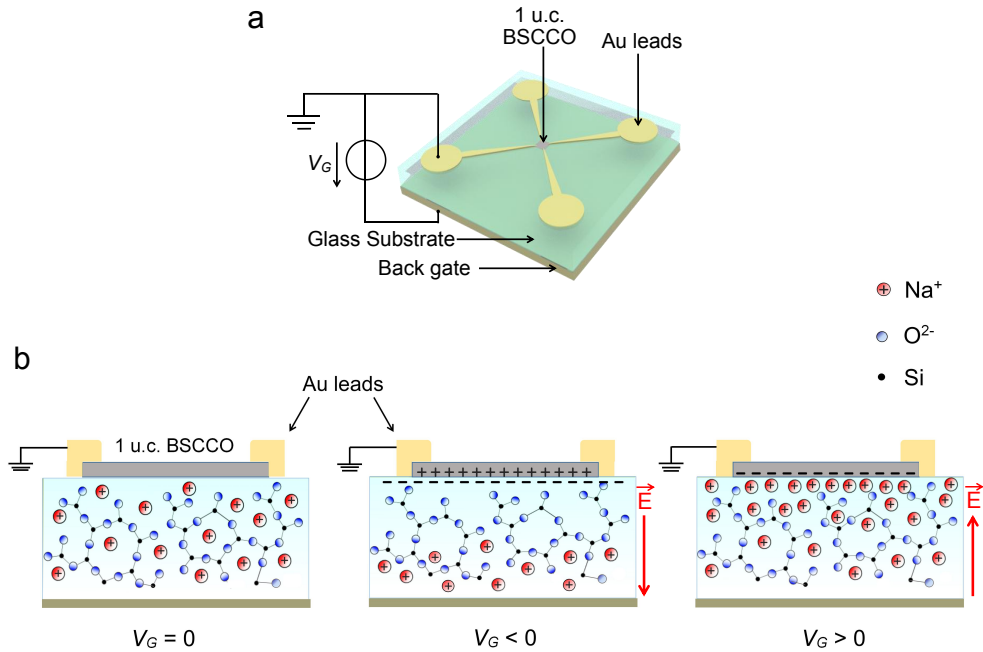 a
1 u.c.
BSCCO
Au leads
V_G
Glass Substrate
Back gate
Na⁺
O²⁻
Si
b
Au leads
1 u.c. BSCCO
E
E
V_G = 0
V_G < 0
V_G > 0